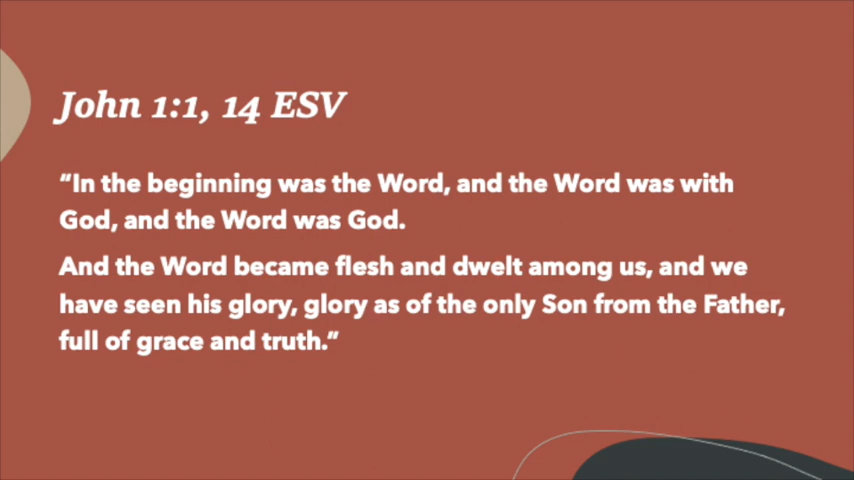 John 1:1, 14 ESV
“In the beginning was the Word, and the Word was with
God, and the Word was God.
And the Word became flesh and dwelt among us, and we
have seen his glory, glory as of the only Son from the Father,
full of grace and truth.”